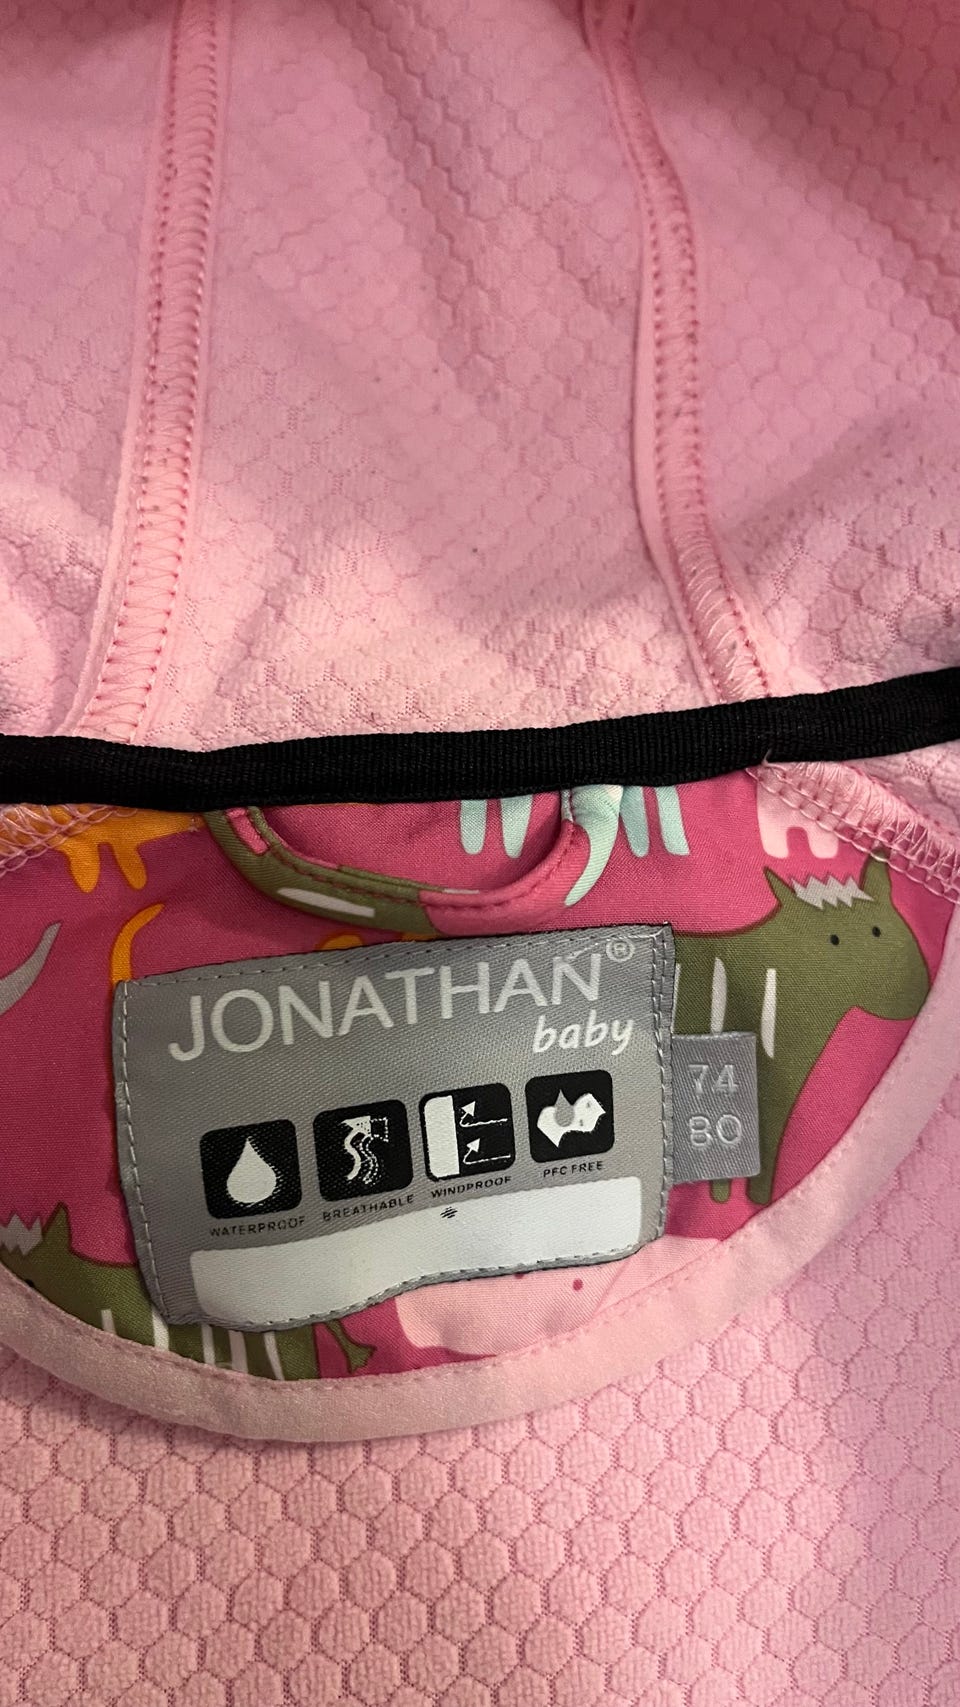 JONATHAN®
baby
74
80
WATERPROOF
BREATHABLE
WINDPROOF
PFC FREE